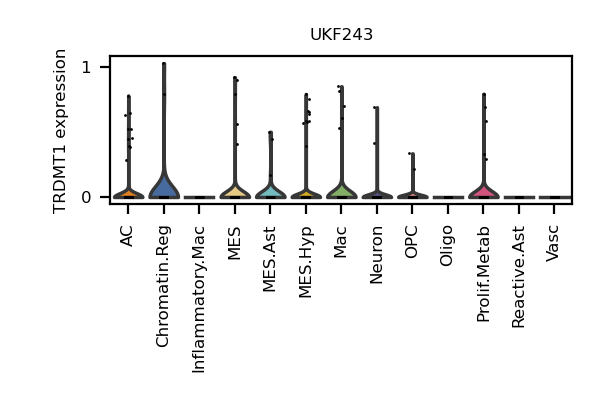 UKF243
TRDMT1 expression
1
0
AC
Chromatin.Reg
Inflammatory.Mac
MES
MES.Ast
MES.Hyp
Mac
Neuron
OPC
Oligo
Prolif.Metab
Reactive.Ast
Vasc